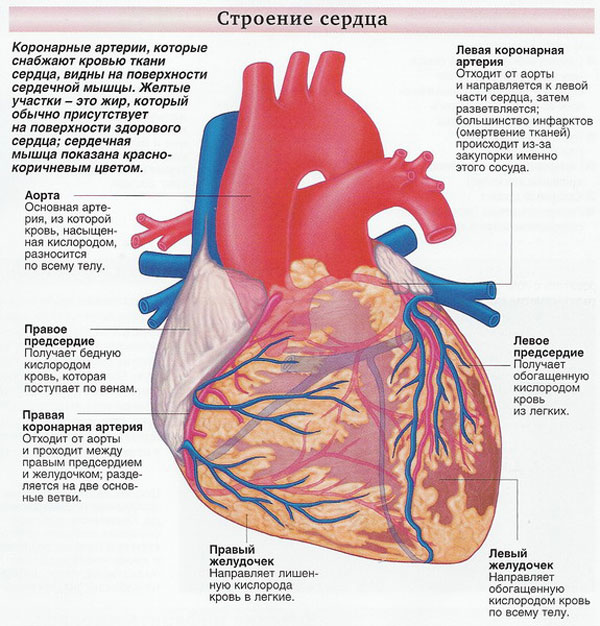 Строение сердца
Коронарные артерии, которые
снабжают кровью ткани
сердца, видны на поверхности
сердечной мышцы. Желтые
участки – это жир, который
обычно присутствует
на поверхности здорового
сердца; сердечная
мышца показана красно-
коричневым цветом.
Левая коронарная
артерия
Отходит от аорты
и направляется к левой
части сердца, затем
разветвляется;
большинство инфарктов
(омертвение тканей)
происходит из-за
закупорки именно
этого сосуда.
Аорта
Основная арте-
рия, из которой
кровь, насыщен-
ная кислородом,
разносится
по всему телу.
Правое
предсердие
Получает бедную
кислородом
кровь, которая
поступает по венам.
Левое
предсердие
Получает
обогащенную
кислородом
кровь
из легких.
Правая
коронарная артерия
Отходит от аорты
и проходит между
правым предсердием
и желудочком; разде-
ляется на две основ-
ные ветви.
Правый
желудочек
Направляет лишен-
ную кислорода
кровь в легкие.
Левый
желудочек
Направляет
обогащенную
кислородом кровь
по всему телу.